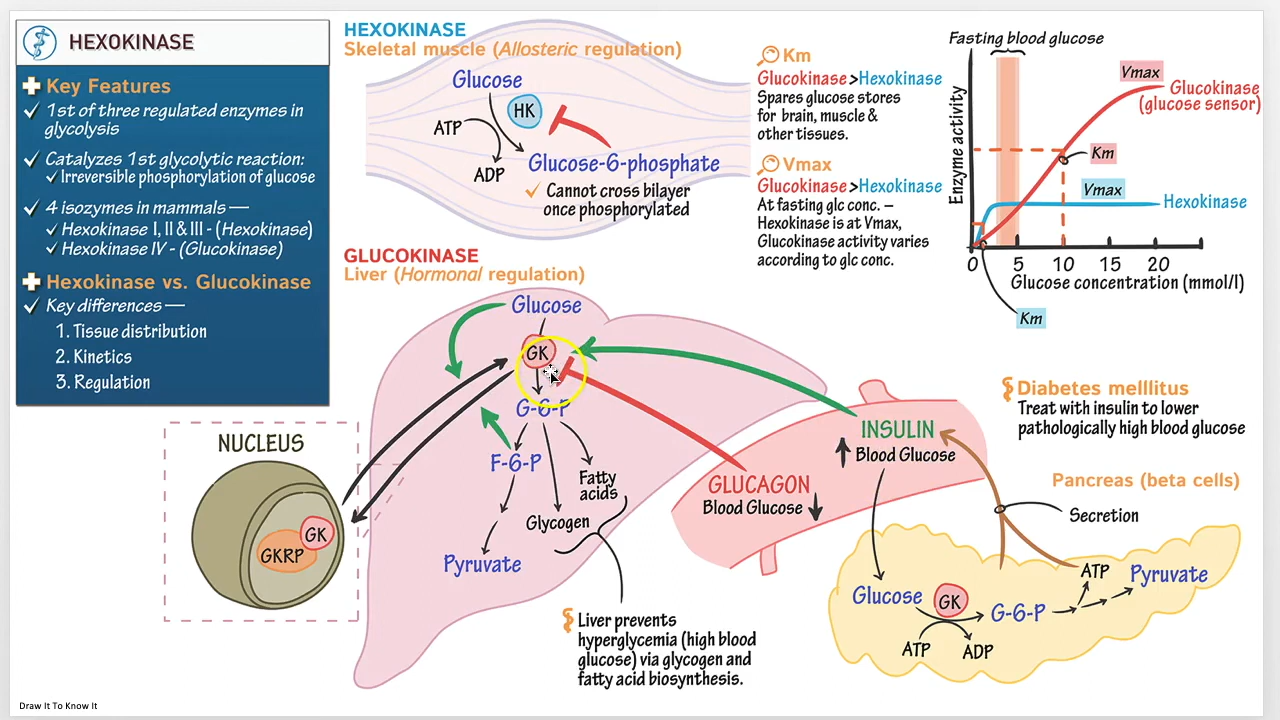 HEXOKINASE
Key Features
1st of three regulated enzymes in
glycolysis
Catalyzes 1st glycolytic reaction:
Irreversible phosphorylation of glucose
4 isozymes in mammals —
Hexokinase I, II & III - (Hexokinase)
Hexokinase IV - (Glucokinase)
Hexokinase vs. Glucokinase
Key differences —
1. Tissue distribution
2. Kinetics
3. Regulation
HEXOKINASE
Skeletal muscle (Allosteric regulation)
Glucose
HK
ATP
ADP
Glucose-6-phosphate
Cannot cross bilayer
once phosphorylated
Km
Glucokinase>Hexokinase
Spares glucose stores
for brain, muscle &
other tissues.
Vmax
Glucokinase>Hexokinase
At fasting glc conc. –
Hexokinase is at Vmax,
Glucokinase activity varies
according to glc conc.
Fasting blood glucose
Enzyme activity
Vmax
Glucokinase
(glucose sensor)
Km
Vmax
Hexokinase
0 5 10 15 20
Glucose concentration (mmol/l)
Km
GLUCOKINASE
Liver (Hormonal regulation)
Glucose
GK
G-6-P
F-6-P
Fatty
acids
Glycogen
Pyruvate
NUCLEUS
GK
GKRP
Liver prevents
hyperglycemia (high blood
glucose) via glycogen and
fatty acid biosynthesis.
INSULIN
Blood Glucose
GLUCAGON
Blood Glucose
Diabetes melllitus
Treat with insulin to lower
pathologically high blood glucose
Pancreas (beta cells)
Secretion
Glucose
GK
G-6-P
ATP
Pyruvate
ATP
ADP
Draw It To Know It